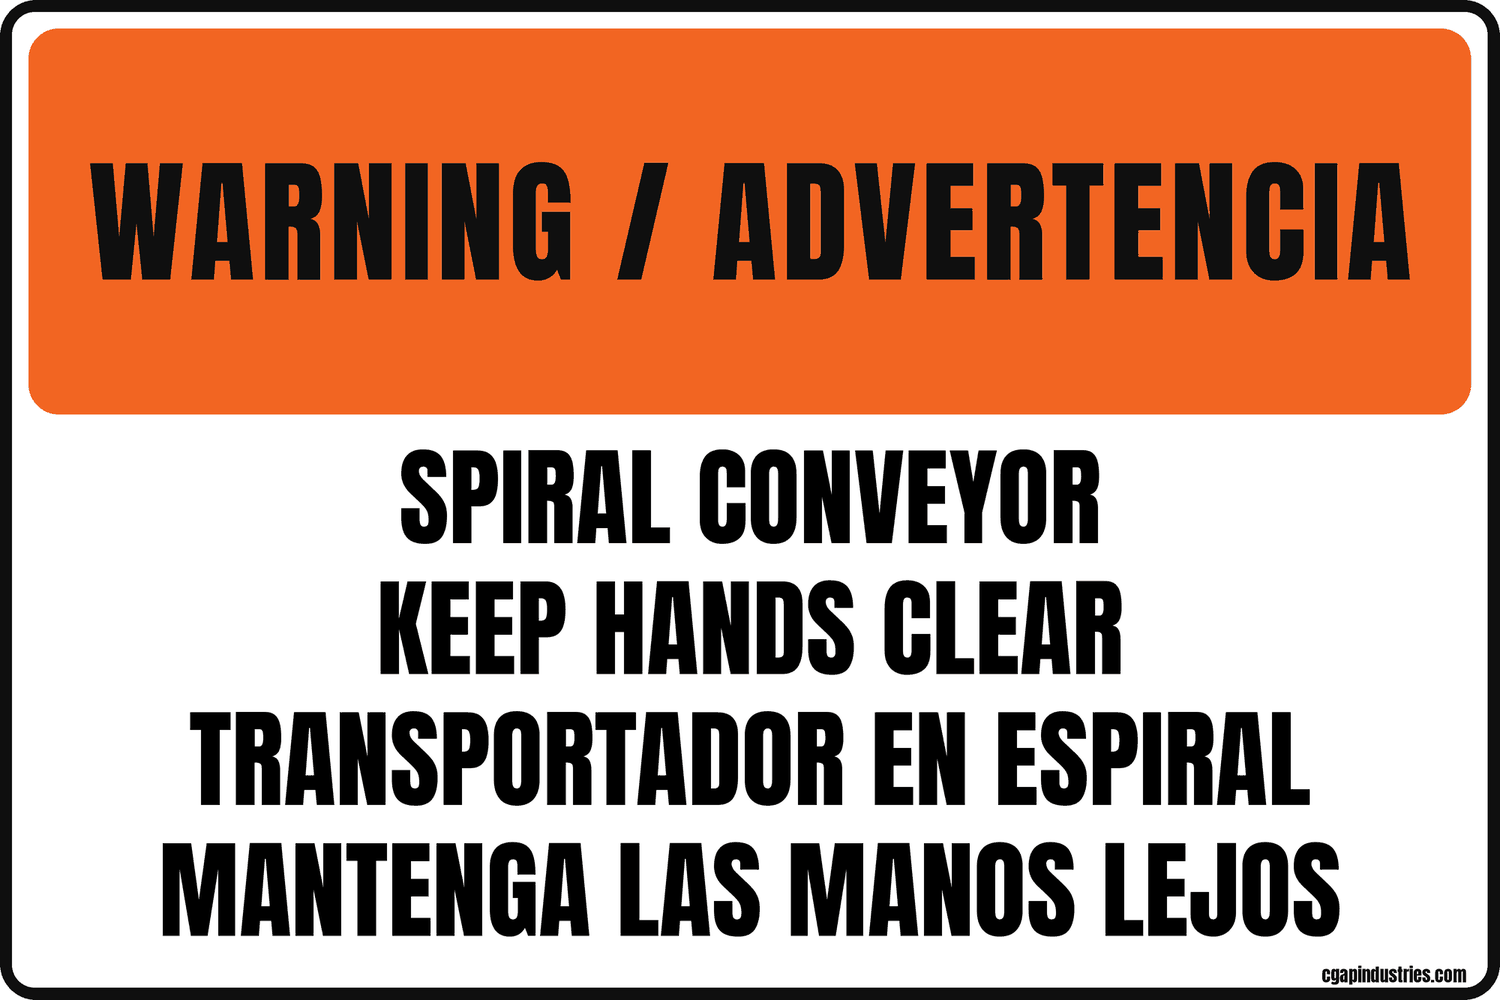 WARNING / ADVERTENCIA
SPIRAL CONVEYOR
KEEP HANDS CLEAR
TRANSPORTADOR EN ESPIRAL
MANTENGA LAS MANOS LEJOS
cgapindustries.com